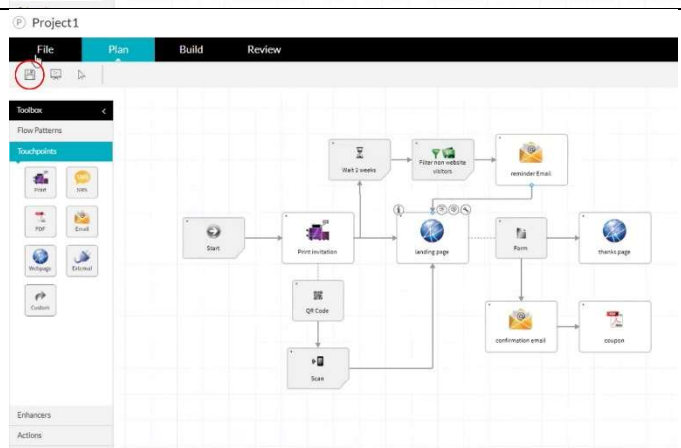 P Project1
File Plan Build Review
Toolbox
Flow Patterns
Touchpoints
Print SMS
PDF Email
Webpage External
Custom
Enhancers
Actions
Wait 2 weeks
Filter non website
visitors
reminder Email
Start
Print invitation
landing page
Form
thanks page
QR Code
Scan
confirmation email
coupon